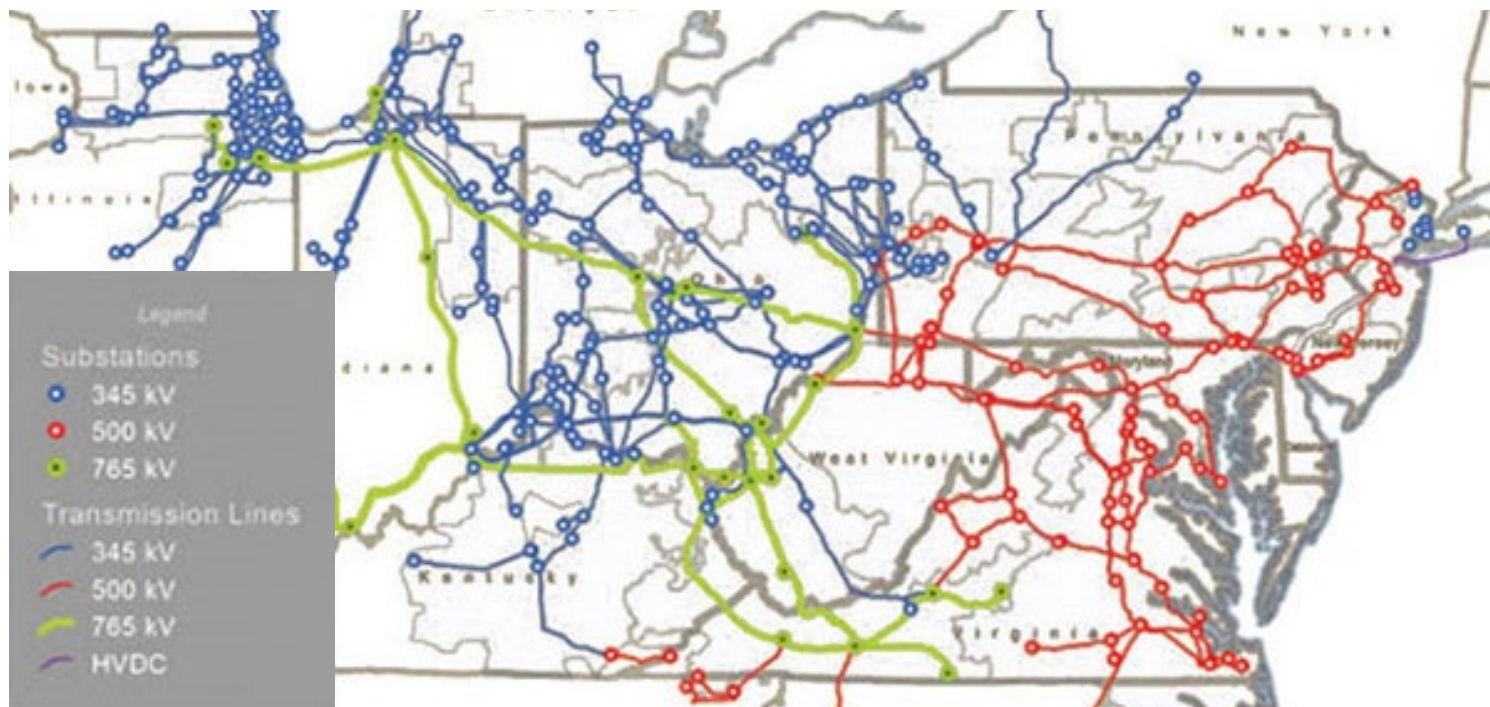 New York
Iowa
Pennsylvania
Illinois
Ohio
Legend
Substations
345 kV
500 kV
765 kV
Transmission Lines
345 kV
500 kV
765 kV
HVDC
diana
New Jersey
Maryland
West Virginia
Kentucky
Virginia